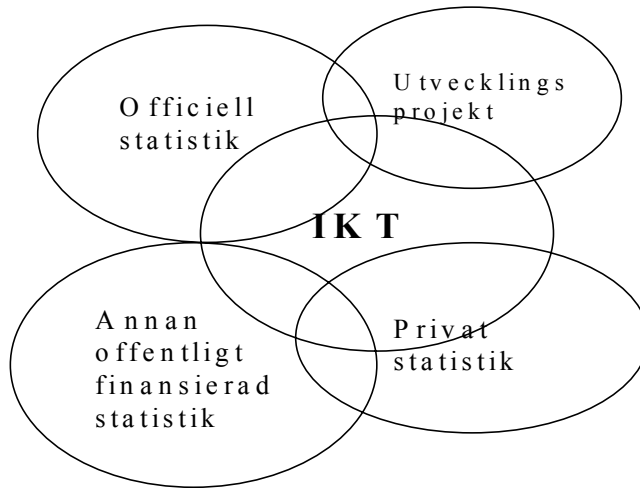 Officiell
statistik
Utvecklings
projekt
IKT
Annan
offentligt
finansierad
statistik
Privat
statistik